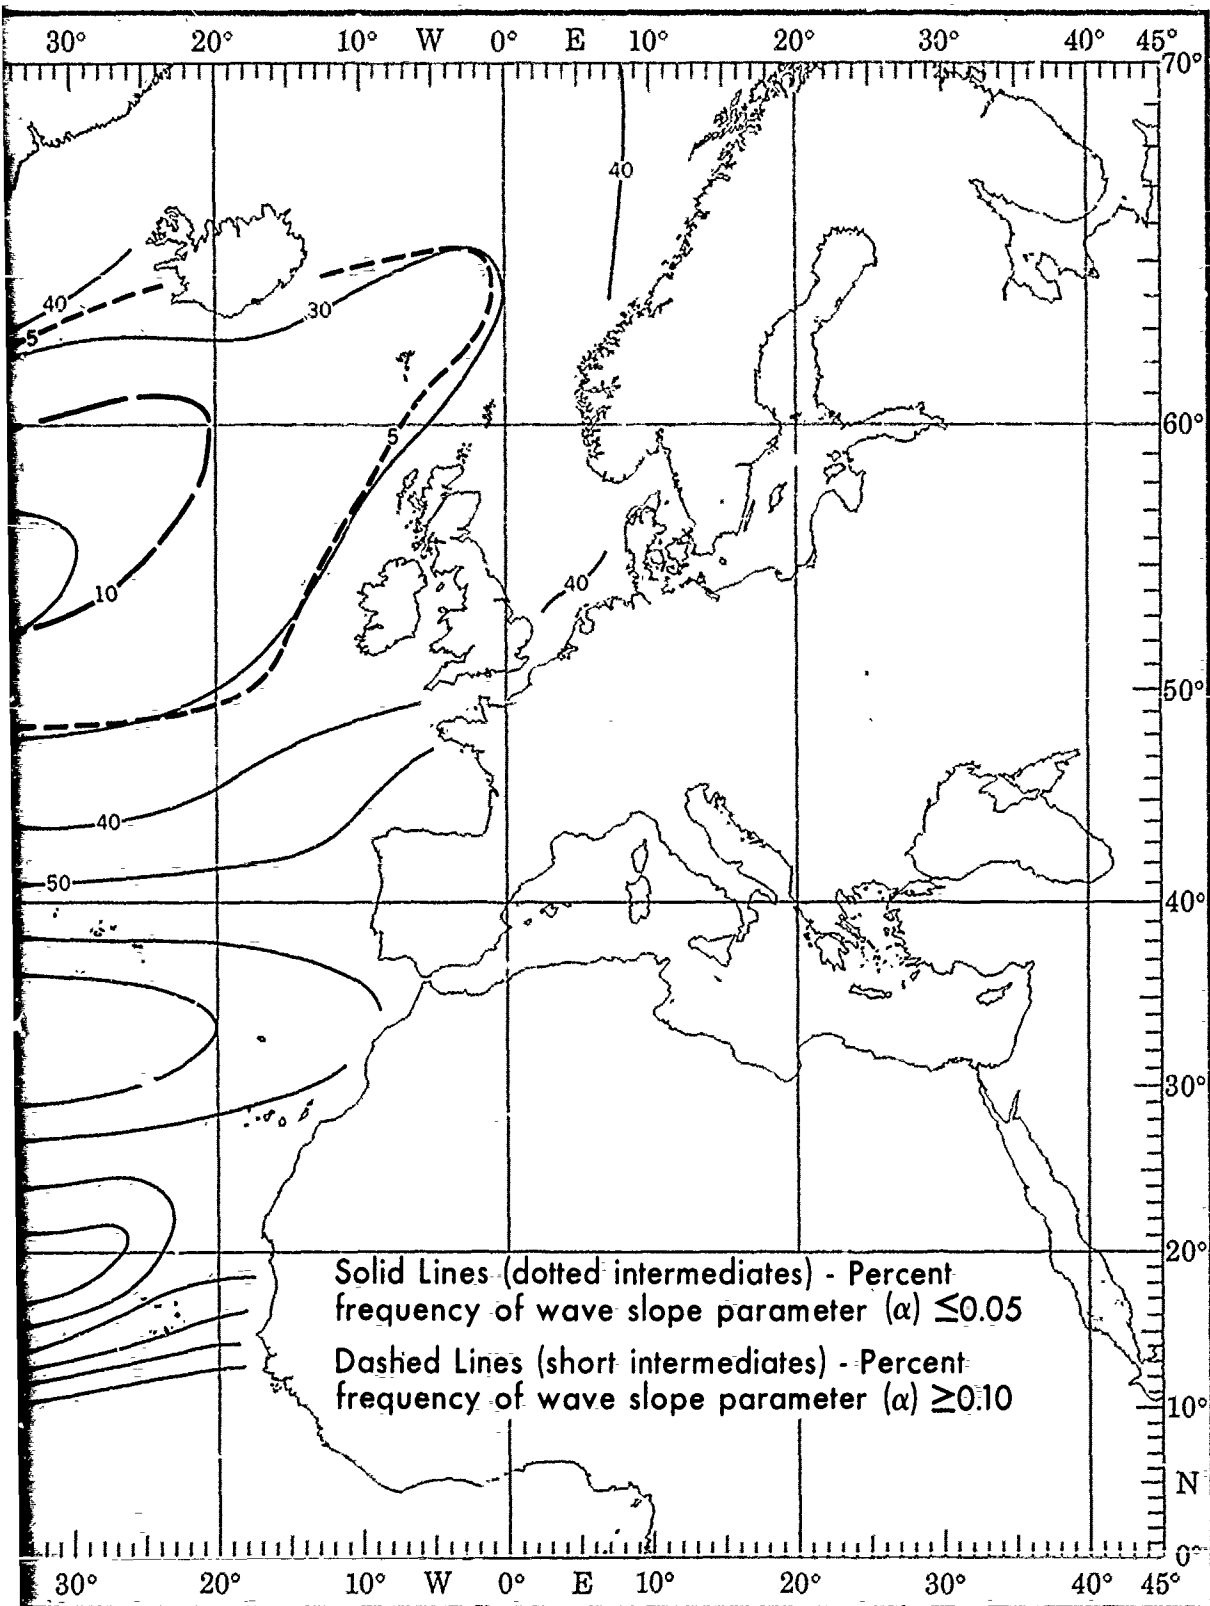 30° 20° 10° W 0° E 10° 20° 30° 40° 45°
70°
40
40
30
5
60°
5
10
40
50°
40
50
40°
30°
20°
Solid Lines (dotted intermediates) - Percent
frequency of wave slope parameter (α) ≤0.05
Dashed Lines (short intermediates) - Percent
frequency of wave slope parameter (α) ≥0.10
10°
N
0°
30° 20° 10° W 0° E 10° 20° 30° 40° 45°